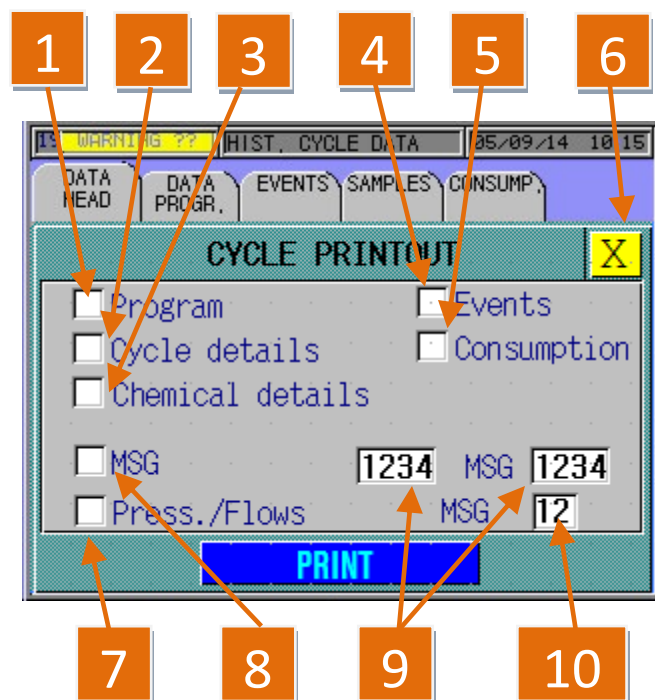 1 2 3 4 5 6
19 WARNING ?? HIST. CYCLE DATA 05/09/14 10:15
DATA HEAD
DATA PROGR.
EVENTS
SAMPLES
CONSUMP.
CYCLE PRINTOUT X
Program Events
Cycle details Consumption
Chemical details
MSG 1234 MSG 1234
Press./Flows MSG 12
PRINT
7 8 9 10